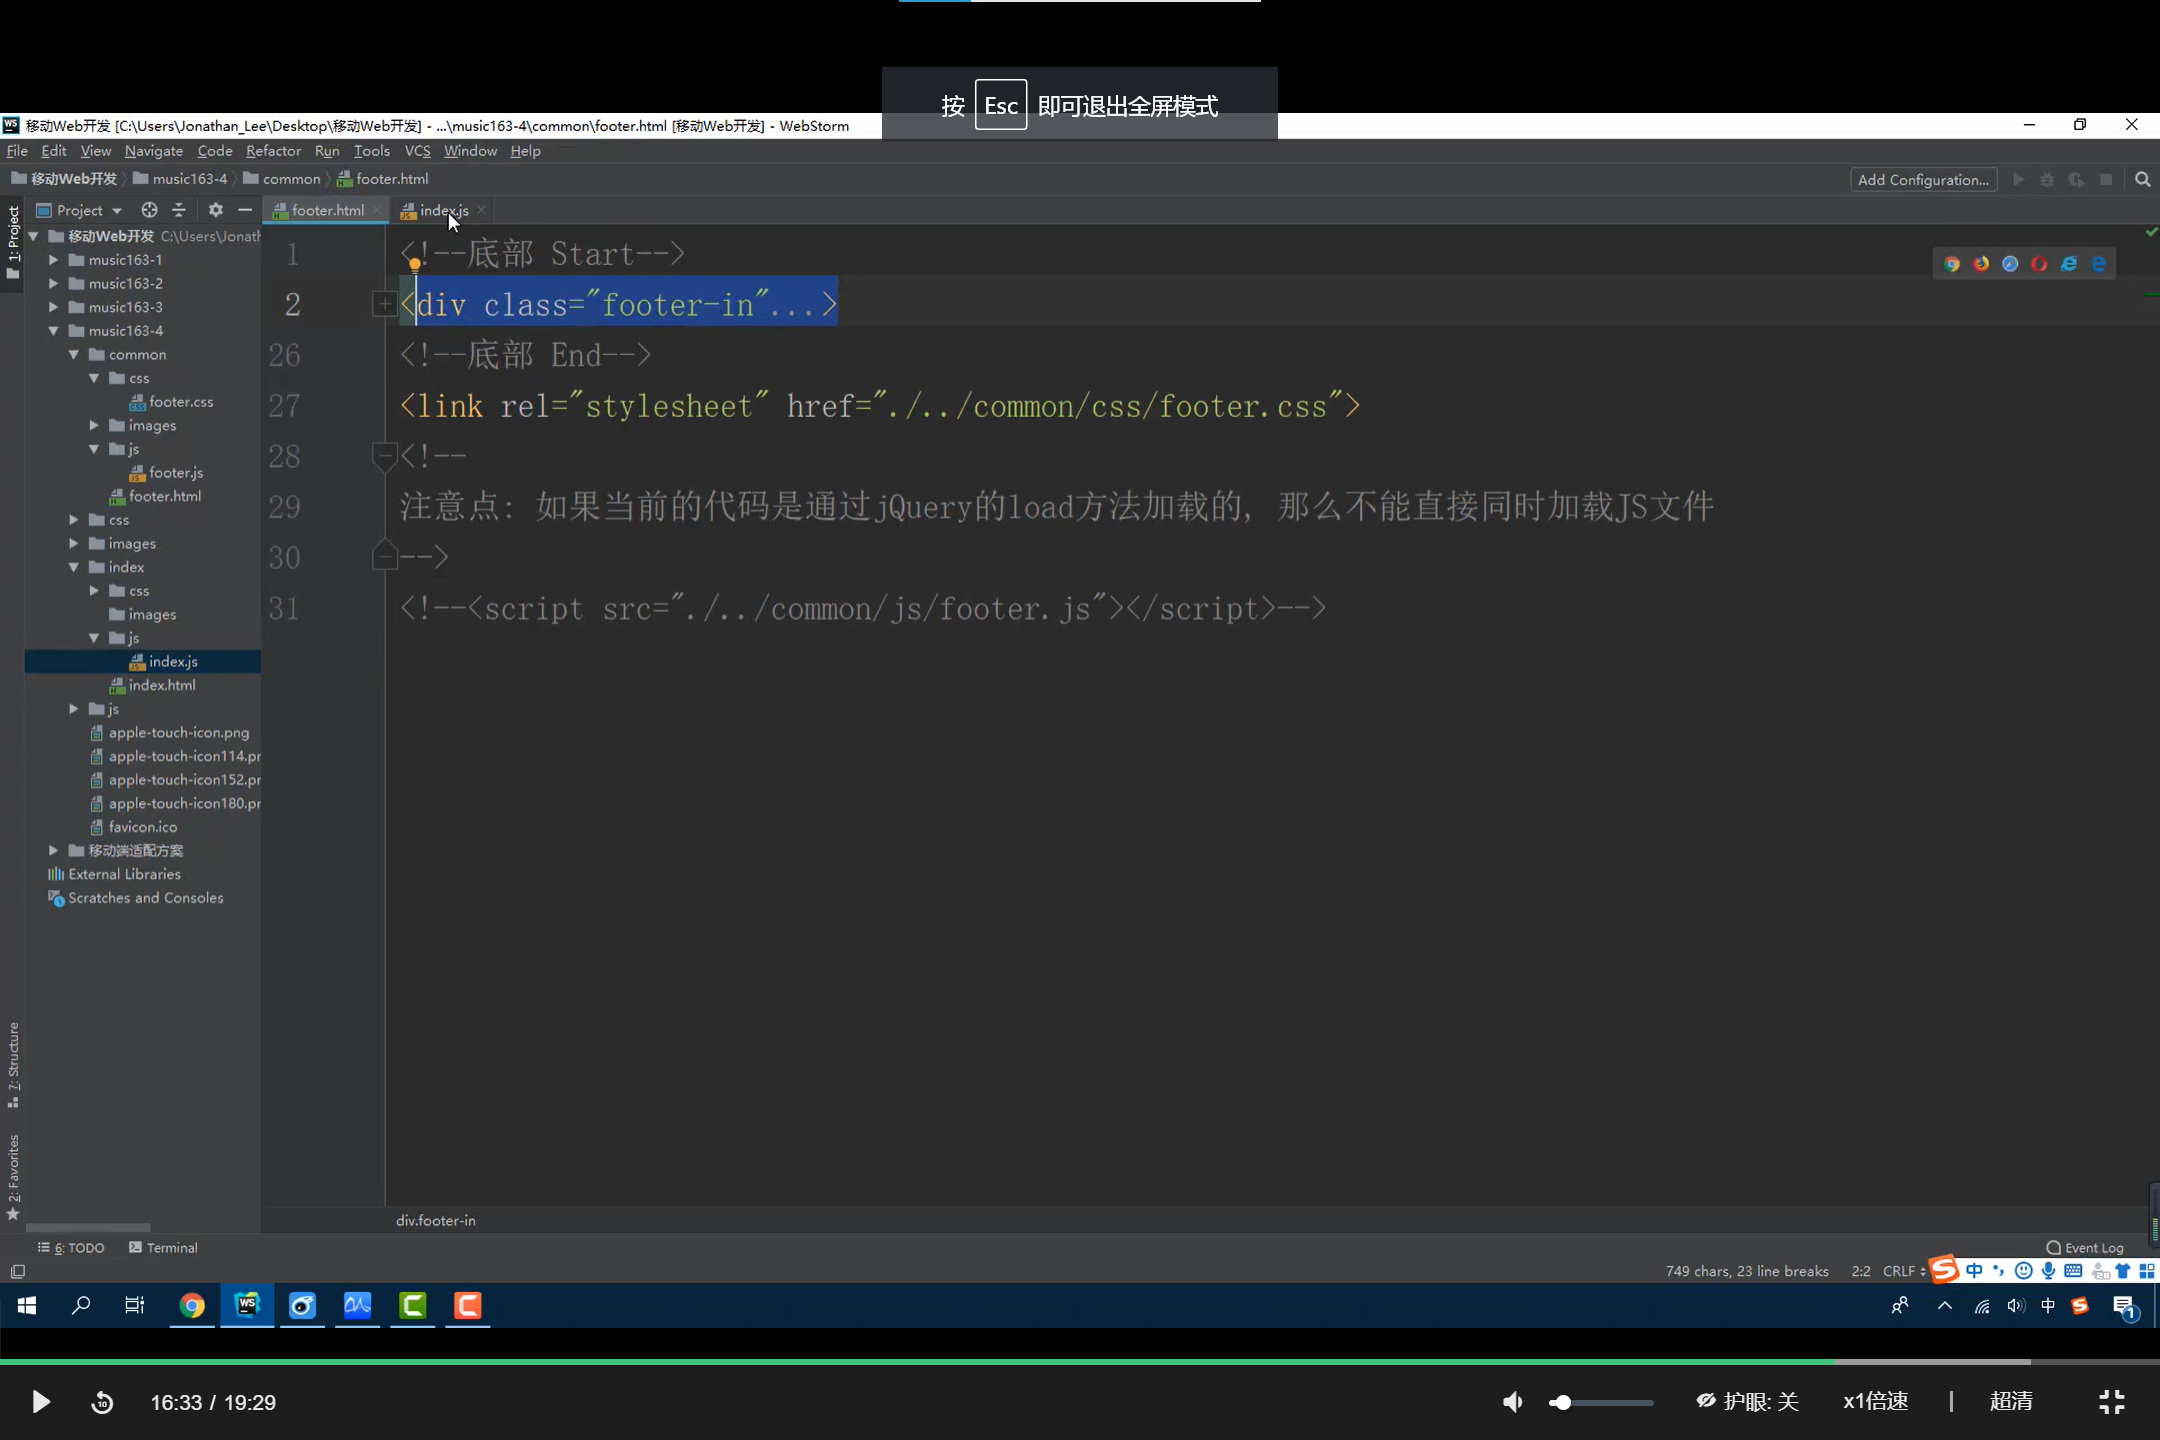 按 Esc 即可退出全屏模式
移动Web开发 [C:\Users\Jonathan_Lee\Desktop\移动Web开发] - ...\music163-4\common\footer.html [移动Web开发] - WebStorm
File Edit View Navigate Code Refactor Run Tools VCS Window Help
移动Web开发 music163-4 common footer.html
Add Configuration...
1: Project
Project
footer.html
index.js
移动Web开发 C:\Users\Jonath
music163-1
music163-2
music163-3
music163-4
common
css
footer.css
images
js
footer.js
footer.html
css
images
index
css
images
js
index.js
index.html
js
apple-touch-icon.png
apple-touch-icon114.pr
apple-touch-icon152.pr
apple-touch-icon180.pr
favicon.ico
移动端适配方案
External Libraries
Scratches and Consoles
7: Structure
2: Favorites
1 <!--底部 Start-->
2 <div class="footer-in"...>
26 <!--底部 End-->
27 <link rel="stylesheet" href="./../common/css/footer.css">
28 <!--
29 注意点: 如果当前的代码是通过jQuery的load方法加载的, 那么不能直接同时加载JS文件
30 -->
31 <!--<script src="./../common/js/footer.js"></script>-->
div.footer-in
6: TODO Terminal
Event Log
749 chars, 23 line breaks 2:2 CRLF
中
中
1
16:33 / 19:29
护眼: 关 x1倍速 | 超清